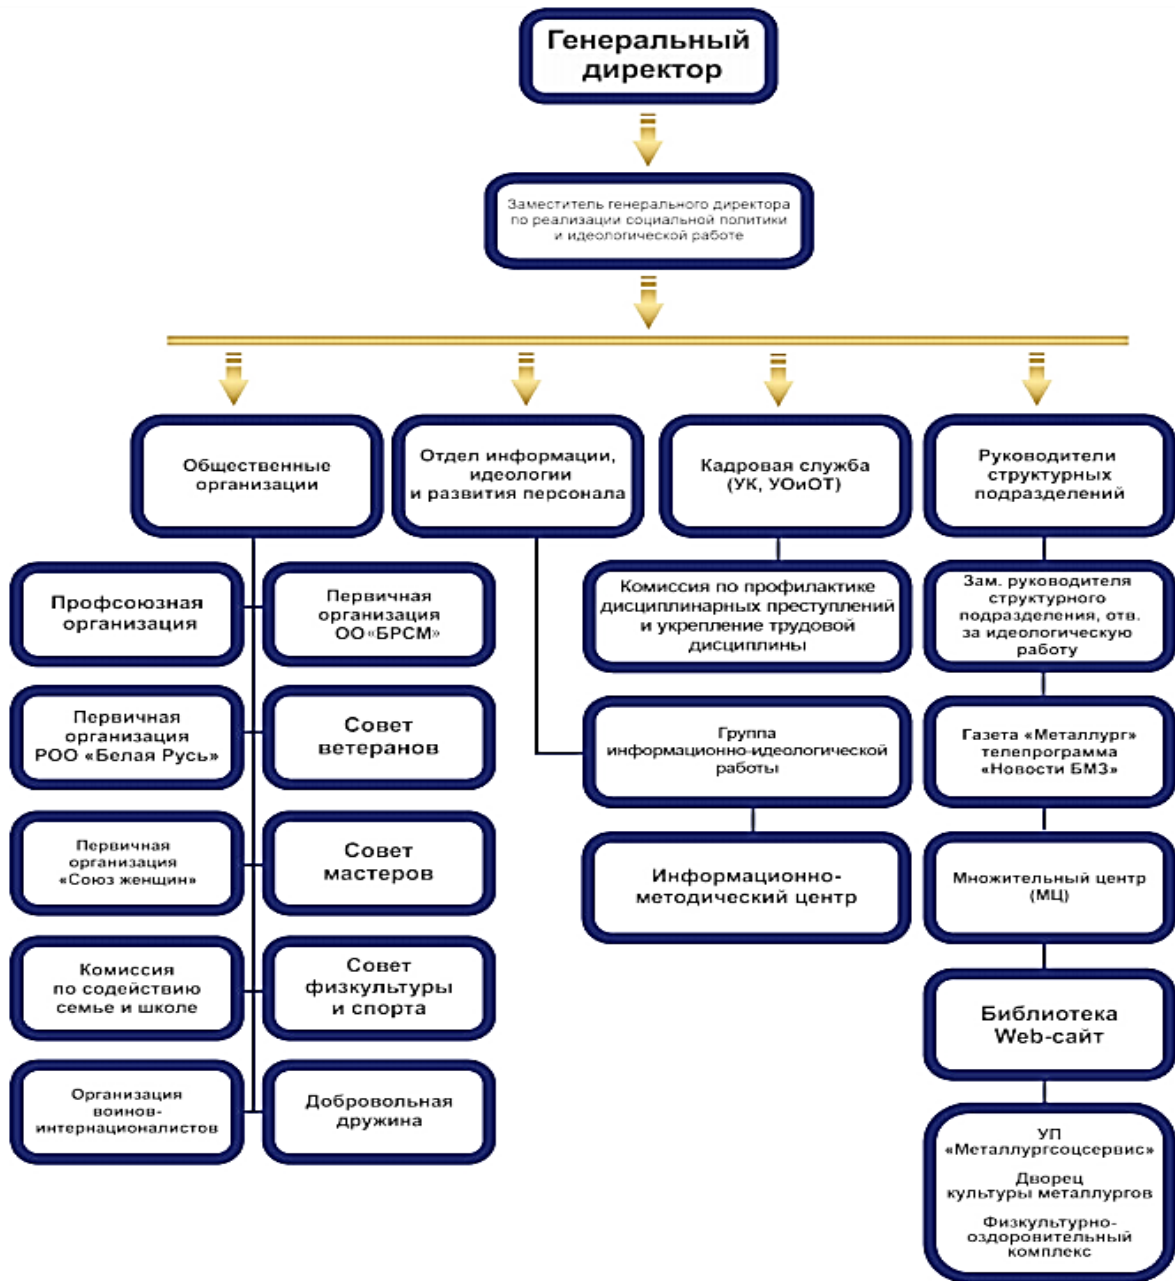 Генеральный
директор
Заместитель генерального директора
по реализации социальной политики
и идеологической работе
Общественные
организации
Отдел информации,
идеологии
и развития персонала
Кадровая служба
(УК, УОиОТ)
Руководители
структурных
подразделений
Профсоюзная
организация
Первичная
организация
ОО«БРСМ»
Комиссия по профилактике
дисциплинарных преступлений
и укрепление трудовой
дисциплины
Зам. руководителя
структурного
подразделения, отв.
за идеологическую
работу
Первичная
организация
РОО «Белая Русь»
Совет
ветеранов
Группа
информационно-идеологической
работы
Газета «Металлург»
телепрограмма
«Новости БМЗ»
Первичная
организация
«Союз женщин»
Совет
мастеров
Информационно-
методический центр
Множительный центр
(МЦ)
Комиссия
по содействию
семье и школе
Совет
физкультуры
и спорта
Библиотека
Web-сайт
Организация
воинов-
интернационалистов
Добровольная
дружина
УП
«Металлургсоцсервис»
Дворец
культуры металлургов
Физкультурно-
оздоровительный
комплекс